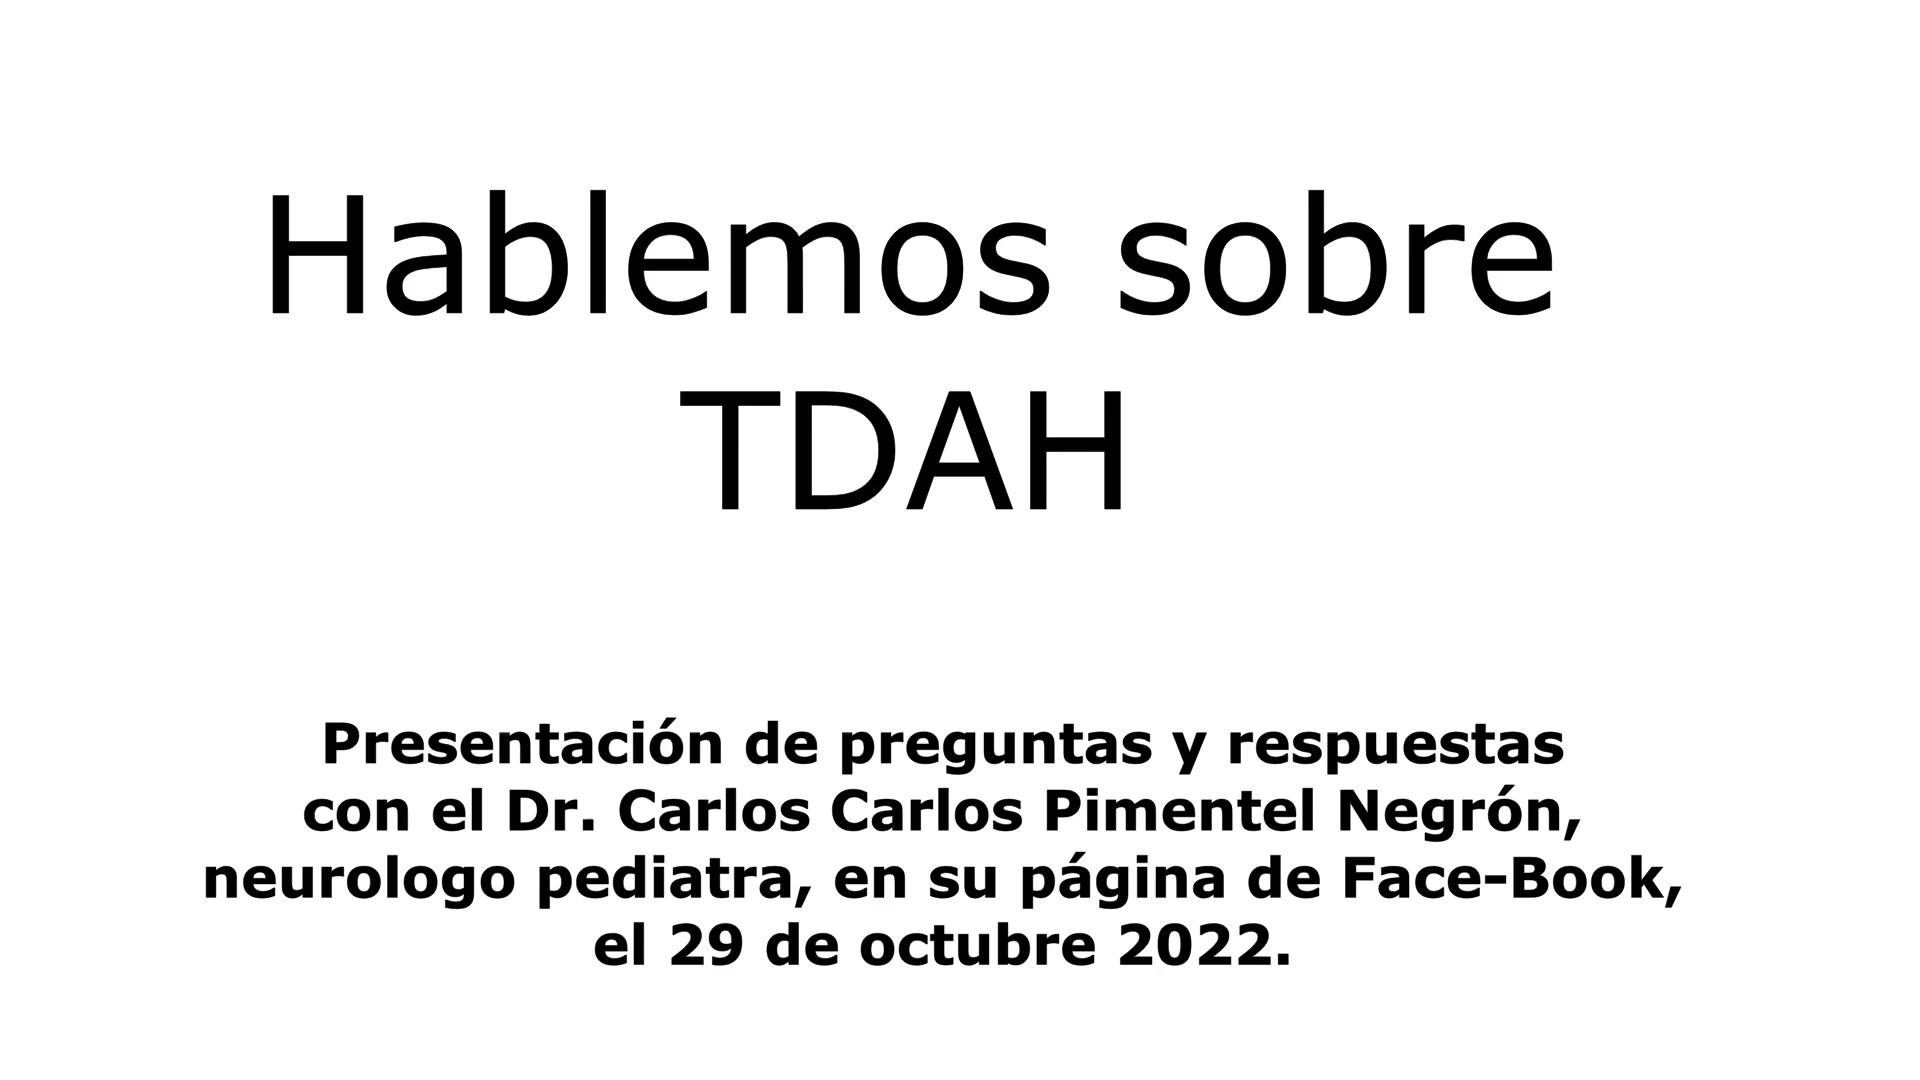 Hablemos sobre
TDAH
Presentación de preguntas y respuestas
con el Dr. Carlos Carlos Pimentel Negrón,
neurologo pediatra, en su página de Face-Book,
el 29 de octubre 2022.